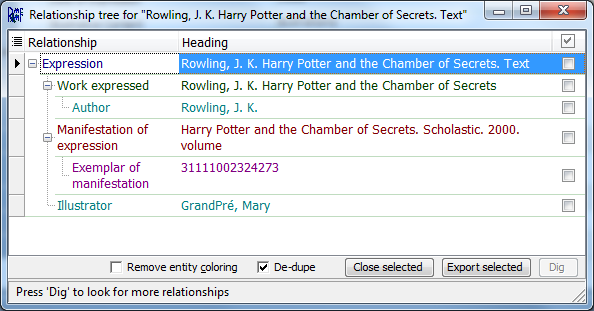 Relationship tree for "Rowling, J. K. Harry Potter and the Chamber of Secrets. Text"
Relationship Heading
Expression Rowling, J. K. Harry Potter and the Chamber of Secrets. Text
Work expressed Rowling, J. K. Harry Potter and the Chamber of Secrets
Author Rowling, J. K.
Manifestation of Harry Potter and the Chamber of Secrets. Scholastic. 2000.
expression volume
Exemplar of 31111002324273
manifestation
Illustrator GrandPré, Mary
Remove entity coloring De-dupe Close selected Export selected Dig
Press 'Dig' to look for more relationships